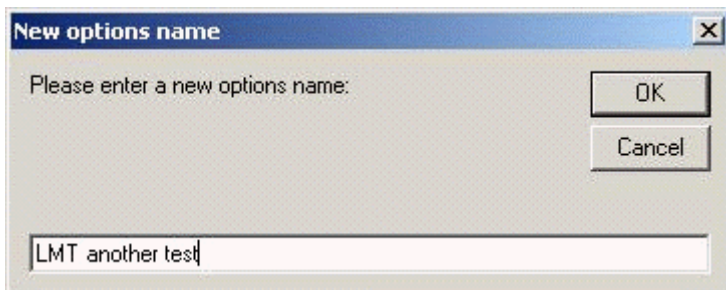 New options name
Please enter a new options name:
OK
Cancel
LMT another test